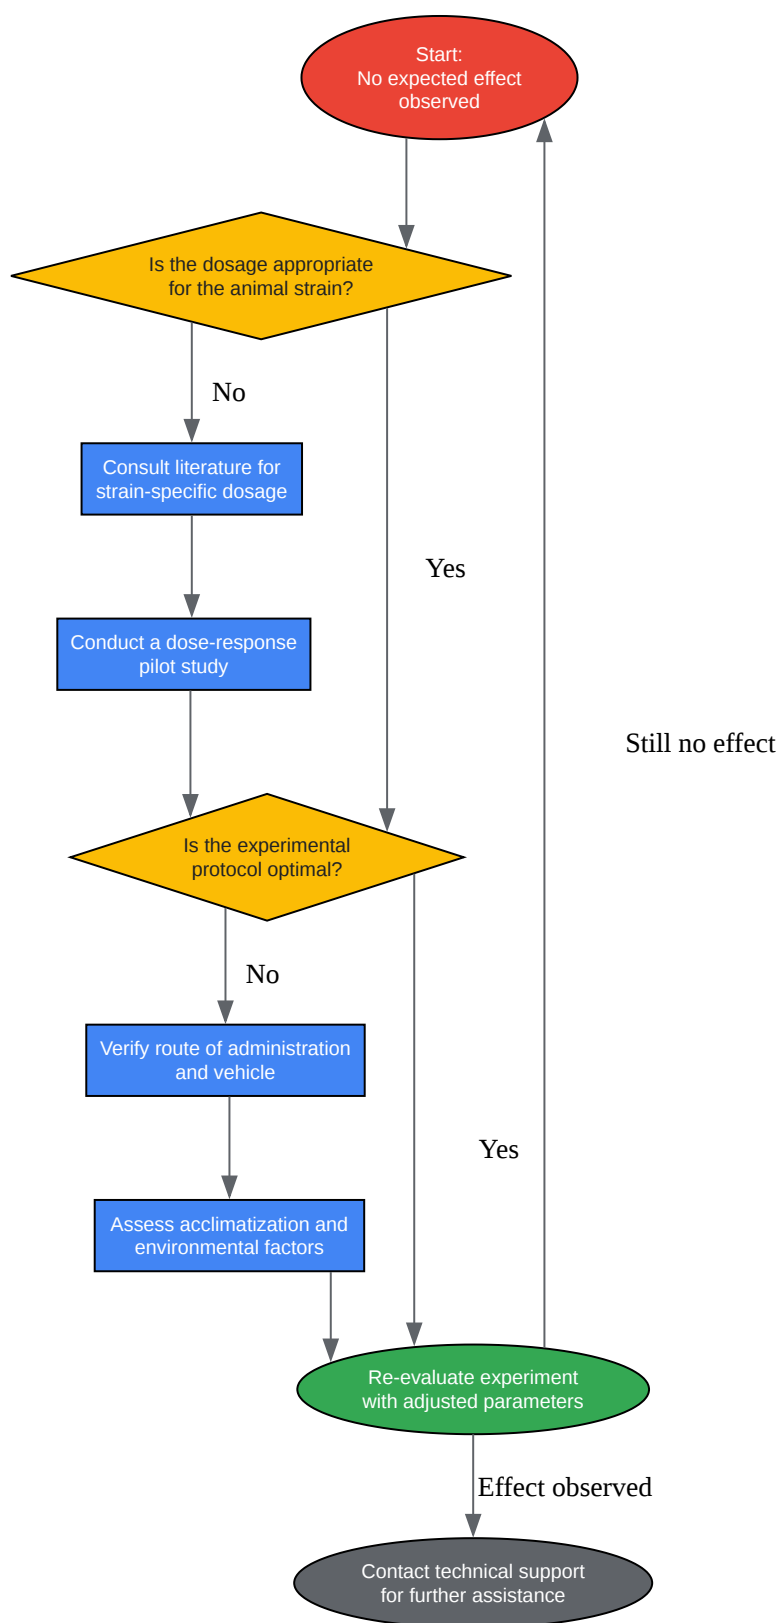 Start:
No expected effect
observed
Is the dosage appropriate
for the animal strain?
No
Consult literature for
strain-specific dosage
Yes
Conduct a dose-response
pilot study
Still no effect
Is the experimental
protocol optimal?
No
Verify route of administration
and vehicle
Yes
Assess acclimatization and
environmental factors
Re-evaluate experiment
with adjusted parameters
Effect observed
Contact technical support
for further assistance